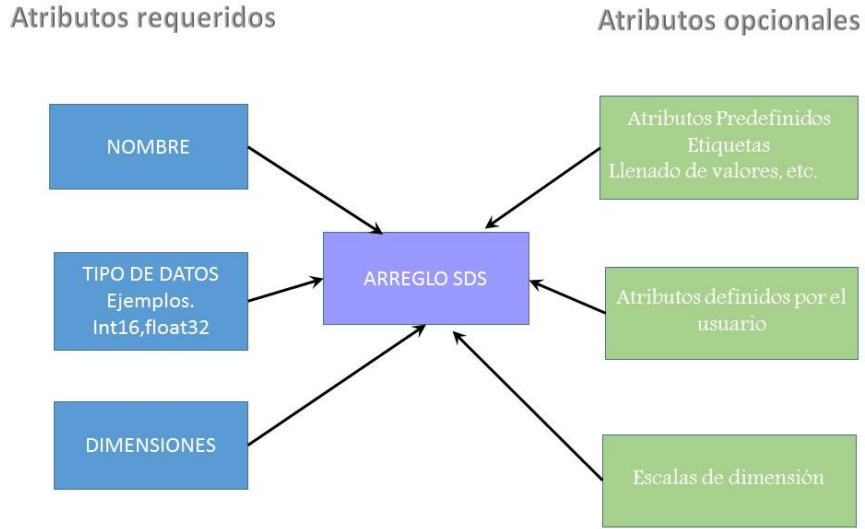 Atributos requeridos
Atributos opcionales
NOMBRE
TIPO DE DATOS
Ejemplos.
Int16,float32
DIMENSIONES
ARREGLO SDS
Atributos Predefinidos
Etiquetas
Llenado de valores, etc.
Atributos definidos por el
usuario
Escalas de dimensión